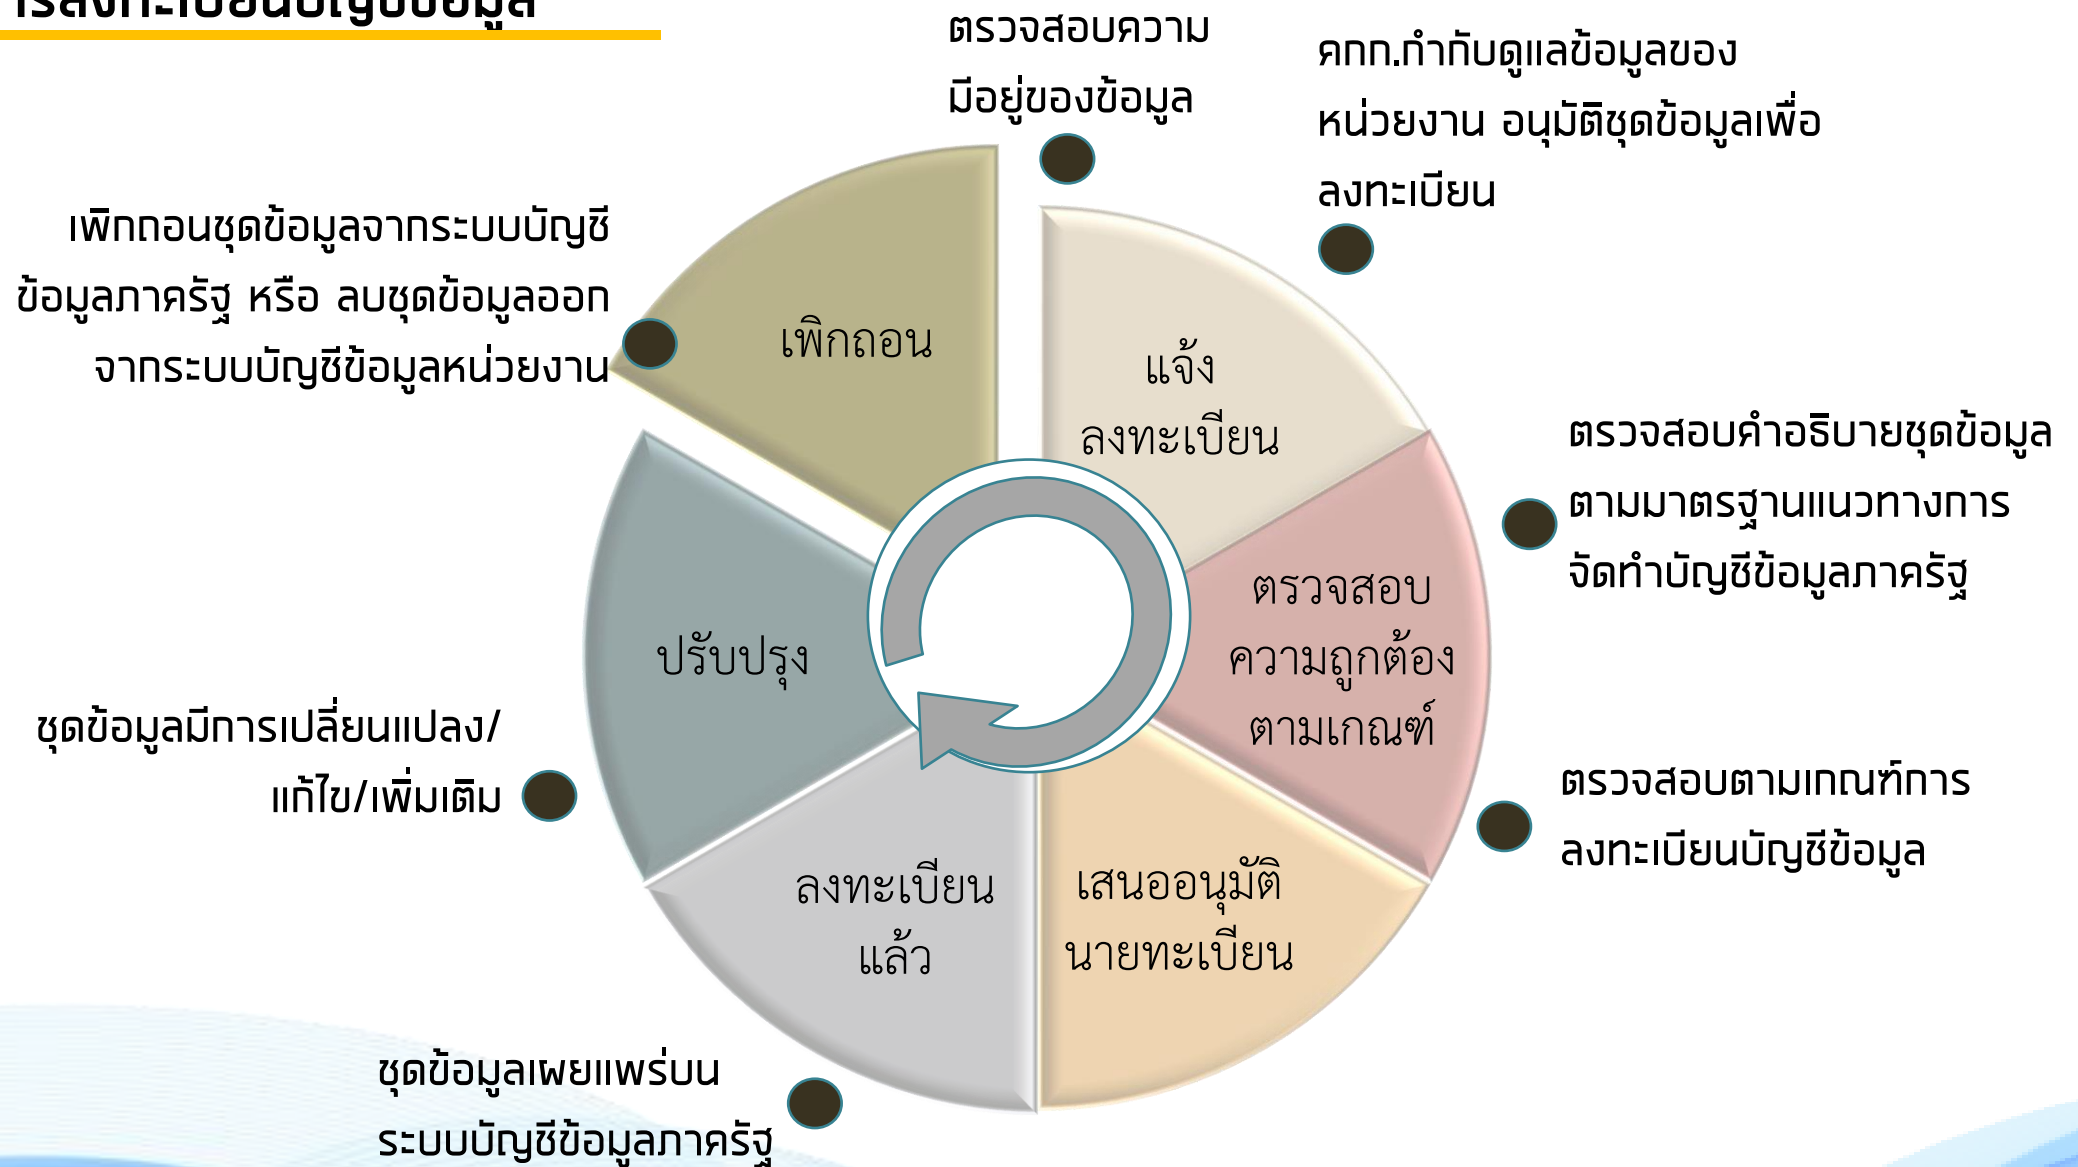 ารลงทะเบียนบัญชีข้อมูล
ตรวจสอบความ
มีอยู่ของข้อมูล
คกก.กำกับดูแลข้อมูลของ
หน่วยงาน อนุมัติชุดข้อมูลเพื่อ
ลงทะเบียน
เพิกถอนชุดข้อมูลจากระบบบัญชี
ข้อมูลภาครัฐ หรือ ลบชุดข้อมูลออก
จากระบบบัญชีข้อมูลหน่วยงาน
เพิกถอน
แจ้ง
ลงทะเบียน
ตรวจสอบคำอธิบายชุดข้อมูล
ตามมาตรฐานแนวทางการ
จัดทำบัญชีข้อมูลภาครัฐ
ตรวจสอบ
ความถูกต้อง
ตามเกณฑ์
ปรับปรุง
ชุดข้อมูลมีการเปลี่ยนแปลง/
แก้ไข/เพิ่มเติม
ตรวจสอบตามเกณฑ์การ
ลงทะเบียนบัญชีข้อมูล
เสนออนุมัติ
นายทะเบียน
ลงทะเบียน
แล้ว
ชุดข้อมูลเผยแพร่บน
ระบบบัญชีข้อมูลภาครัฐ